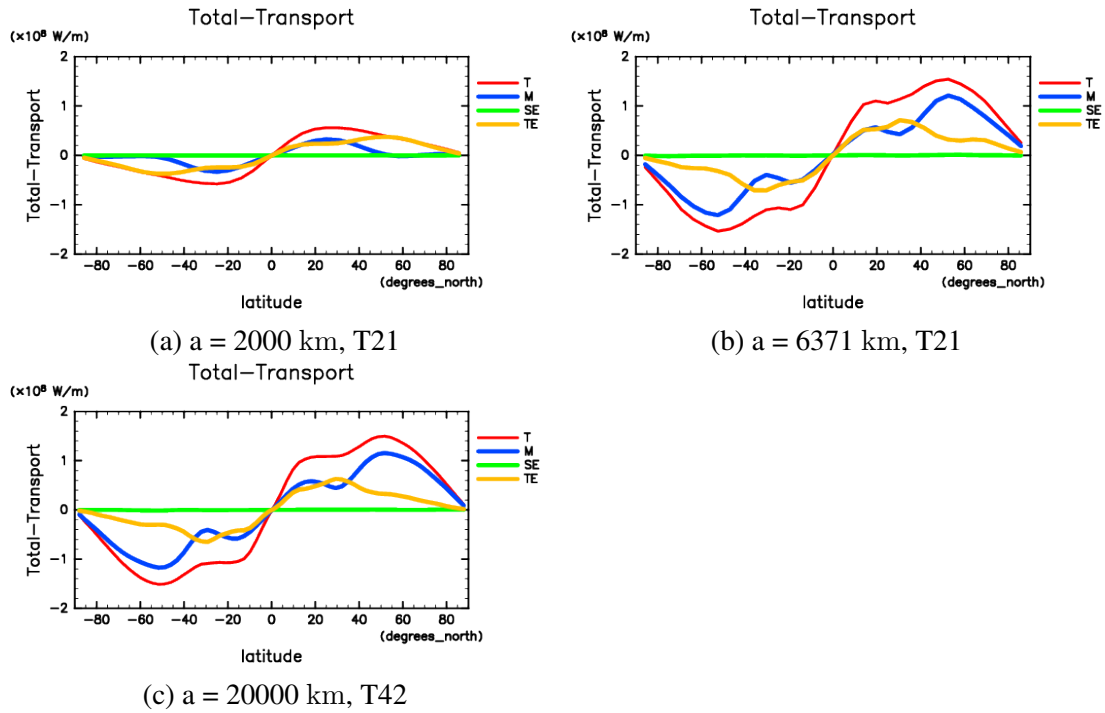 Total-Transport
(×10⁸ W/m)
Total-Transport
2
1
0
-1
-2
-80 -60 -40 -20 0 20 40 60 80
(degrees_north)
latitude
T
M
SE
TE
(a) a = 2000 km, T21
Total-Transport
(×10⁸ W/m)
Total-Transport
2
1
0
-1
-2
-80 -60 -40 -20 0 20 40 60 80
(degrees_north)
latitude
T
M
SE
TE
(b) a = 6371 km, T21
Total-Transport
(×10⁸ W/m)
Total-Transport
2
1
0
-1
-2
-80 -60 -40 -20 0 20 40 60 80
(degrees_north)
latitude
T
M
SE
TE
(c) a = 20000 km, T42